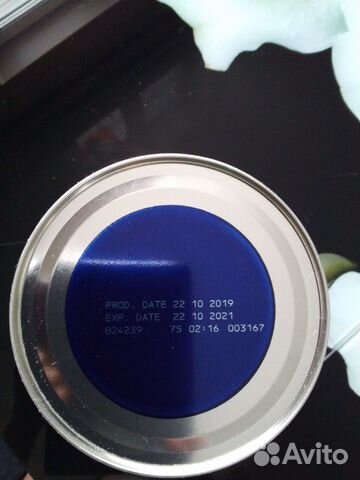 PROD. DATE 22 10 2019
EXP. DATE 22 10 2021
B24239 75 02:16 003167
Avito